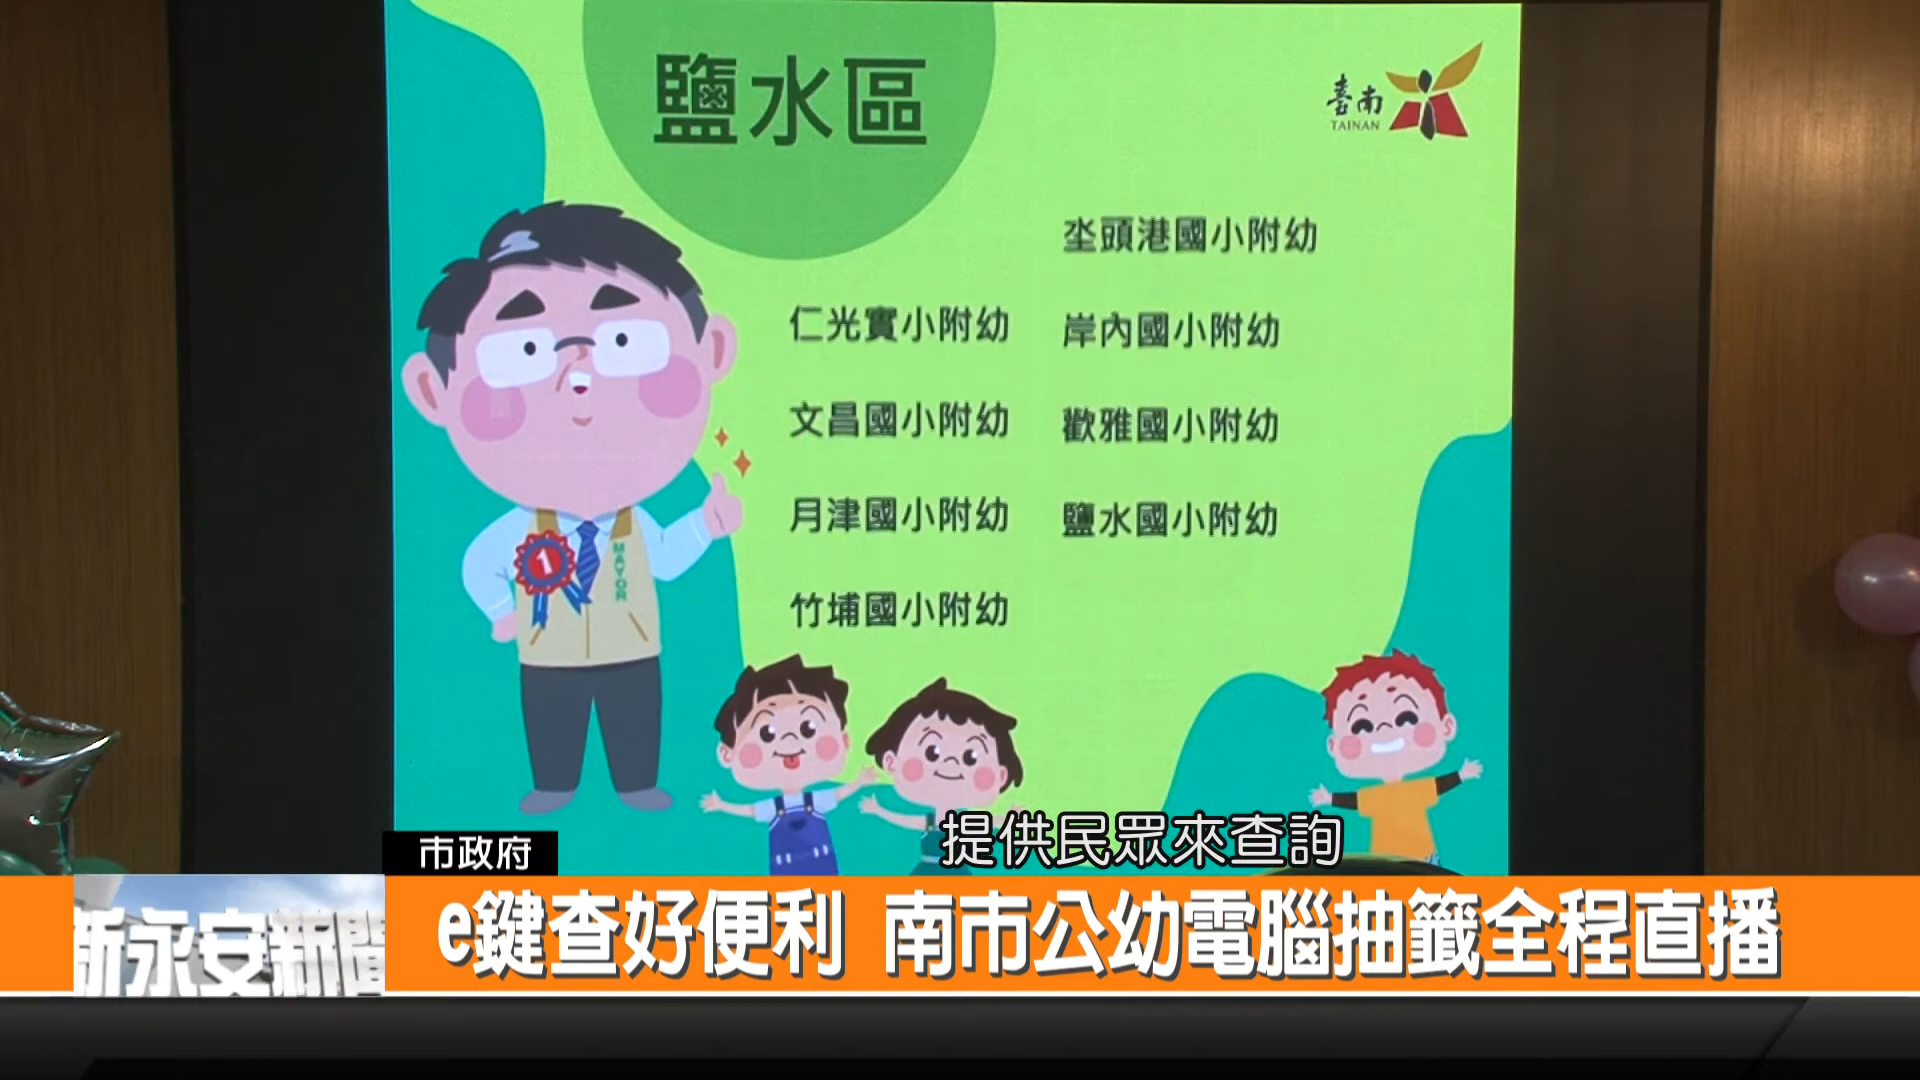 鹽水區
臺南
TAINAN
坔頭港國小附幼
仁光實小附幼
岸內國小附幼
文昌國小附幼
歡雅國小附幼
月津國小附幼
鹽水國小附幼
竹埔國小附幼
1
MAYOR
提供民眾來查詢
市政府
新永安新聞
e鍵查好便利 南市公幼電腦抽籤全程直播